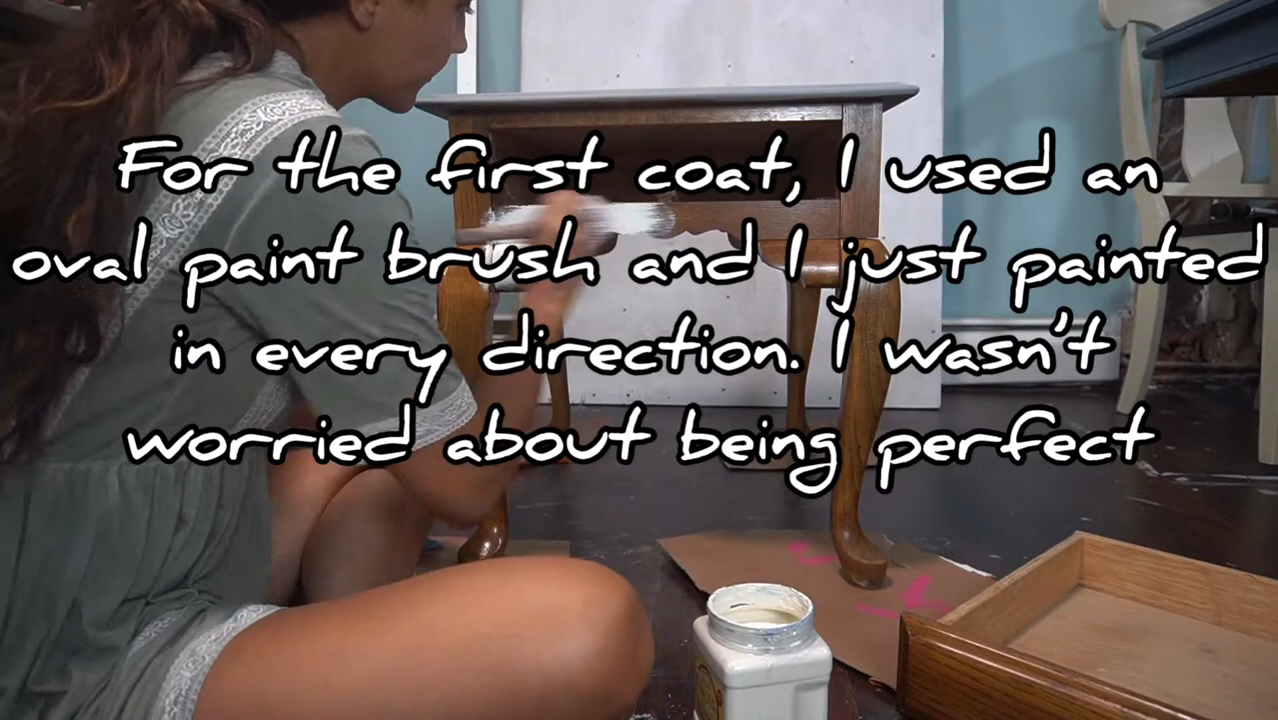 For the first coat, I used an
oval paint brush and I just painted
in every direction. I wasn't
worried about being perfect